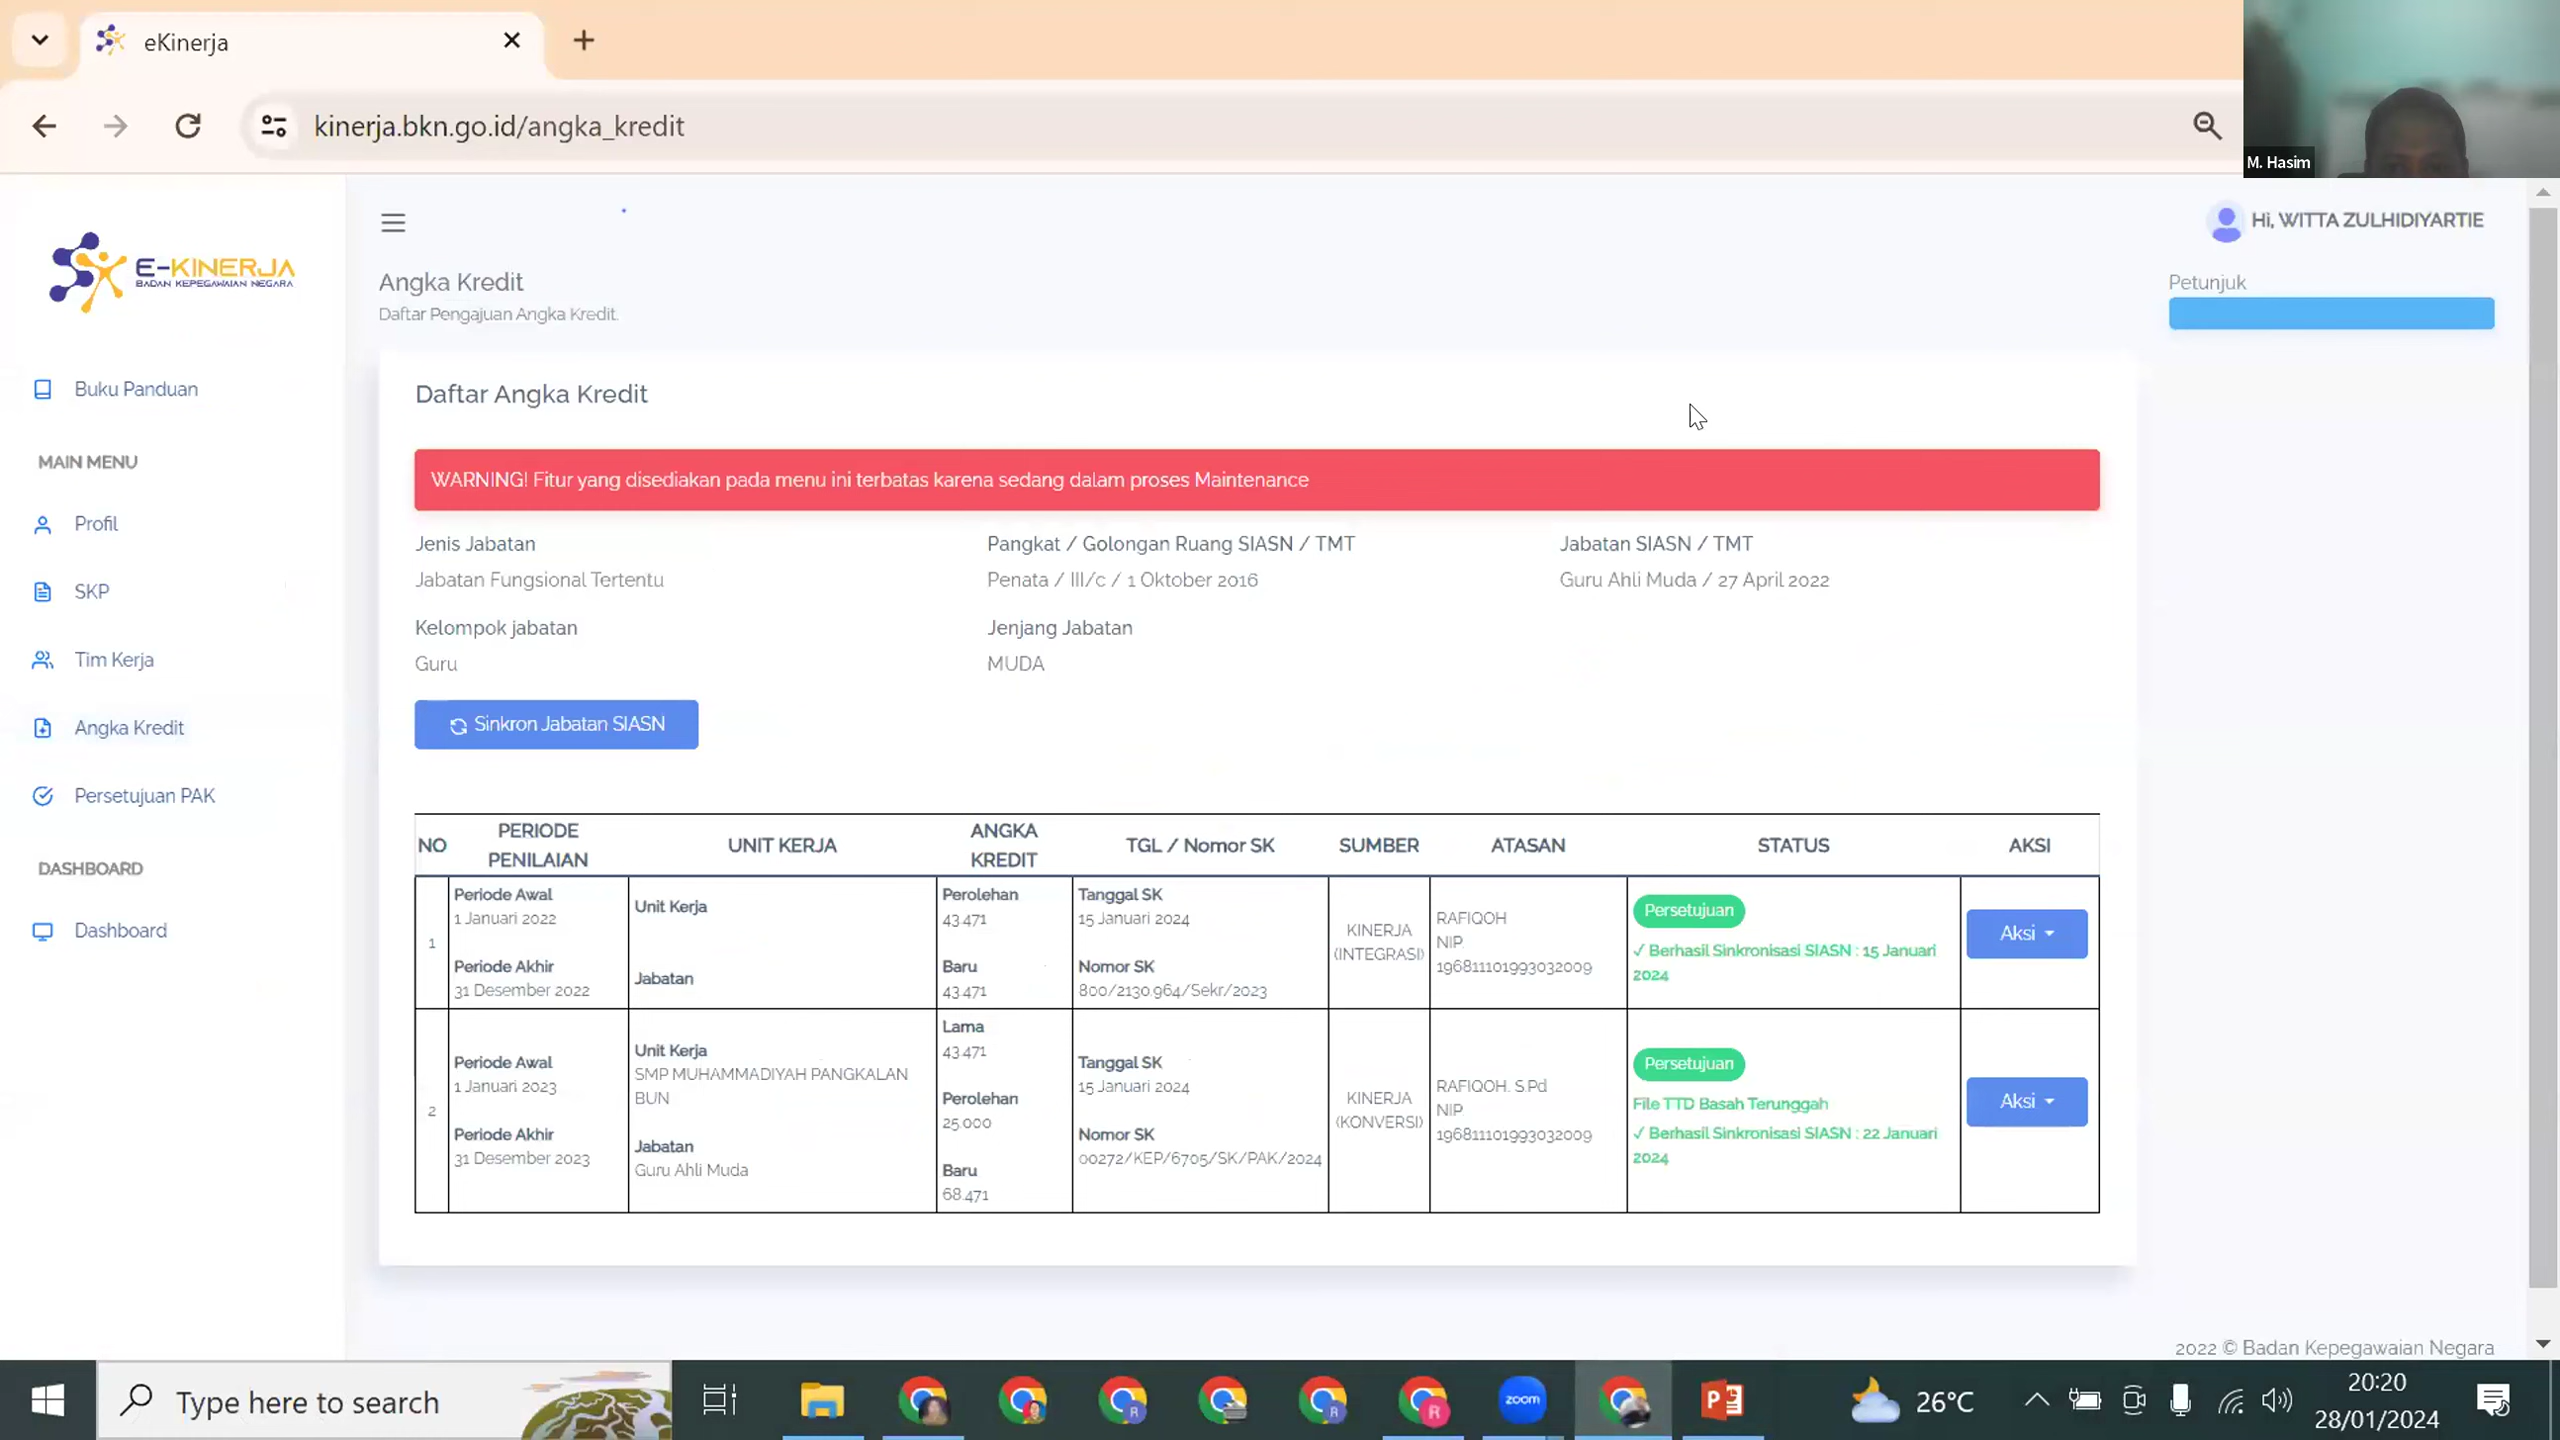 eKinerja
kinerja.bkn.go.id/angka_kredit
M. Hasim
E-KINERJA
BADAN KEPEGAWAIAN NEGARA
Hi, WITTA ZULHIDIYARTIE
Angka Kredit
Daftar Pengajuan Angka Kredit.
Petunjuk
Buku Panduan
MAIN MENU
Profil
SKP
Tim Kerja
Angka Kredit
Persetujuan PAK
DASHBOARD
Dashboard
Daftar Angka Kredit
WARNING! Fitur yang disediakan pada menu ini terbatas karena sedang dalam proses Maintenance
Jenis Jabatan
Jabatan Fungsional Tertentu
Pangkat / Golongan Ruang SIASN / TMT
Penata / III/c / 1 Oktober 2016
Jabatan SIASN / TMT
Guru Ahli Muda / 27 April 2022
Kelompok jabatan
Guru
Jenjang Jabatan
MUDA
Sinkron Jabatan SIASN
NO
PERIODE
PENILAIAN
UNIT KERJA
ANGKA
KREDIT
TGL / Nomor SK
SUMBER
ATASAN
STATUS
AKSI
1
Periode Awal
1 Januari 2022
Periode Akhir
31 Desember 2022
Unit Kerja
Jabatan
Perolehan
43.471
Baru
43.471
Tanggal SK
15 Januari 2024
Nomor SK
800/2130.964/Sekr/2023
KINERJA
(INTEGRASI)
RAFIQOH
NIP.
196811101993032009
Persetujuan
✓ Berhasil Sinkronisasi SIASN : 15 Januari
2024
Aksi
2
Periode Awal
1 Januari 2023
Periode Akhir
31 Desember 2023
Unit Kerja
SMP MUHAMMADIYAH PANGKALAN
BUN
Jabatan
Guru Ahli Muda
Lama
43.471
Perolehan
25.000
Baru
68.471
Tanggal SK
15 Januari 2024
Nomor SK
00272/KEP/6705/SK/PAK/2024
KINERJA
(KONVERSI)
RAFIQOH. S.Pd
NIP.
196811101993032009
Persetujuan
File TTD Basah Terunggah
✓ Berhasil Sinkronisasi SIASN : 22 Januari
2024
Aksi
2022 © Badan Kepegawaian Negara
Type here to search
zoom
26°C
20:20
28/01/2024